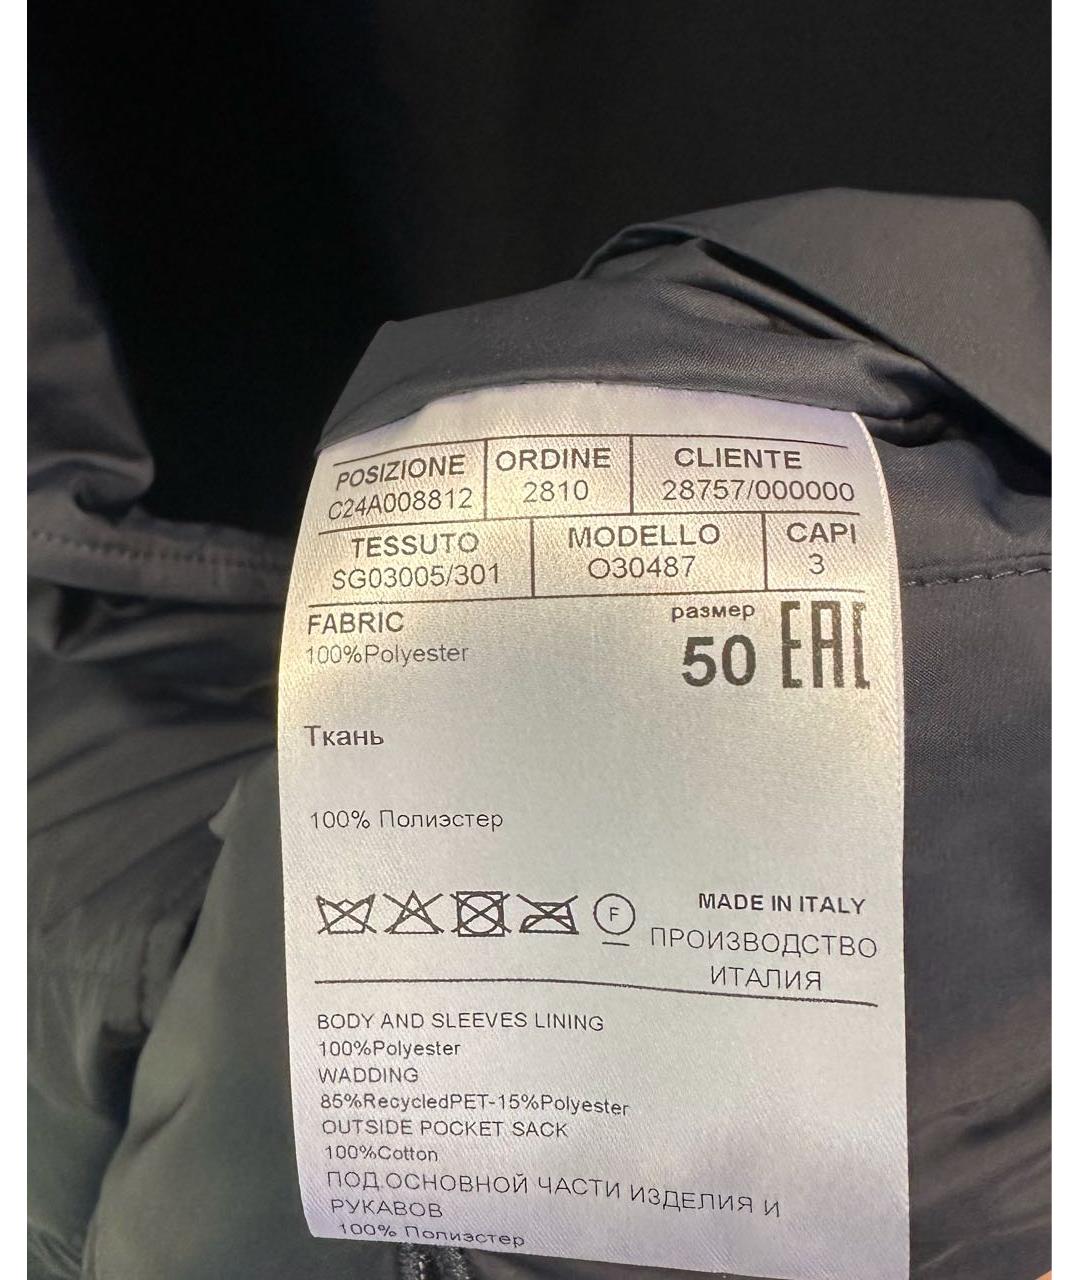 POSIZIONE ORDINE CLIENTE
C24A008812 2810 28757/000000
TESSUTO MODELLO CAPI
SG03005/301 O30487 3
FABRIC размер
100%Polyester 50 EAC
Ткань
100% Полиэстер
F MADE IN ITALY
ПРОИЗВОДСТВО
ИТАЛИЯ
BODY AND SLEEVES LINING
100%Polyester
WADDING
85%RecycledPET-15%Polyester
OUTSIDE POCKET SACK
100%Cotton
ПОД.ОСНОВНОЙ ЧАСТИ ИЗДЕЛИЯ И
РУКАВОВ
100% Полиэстер